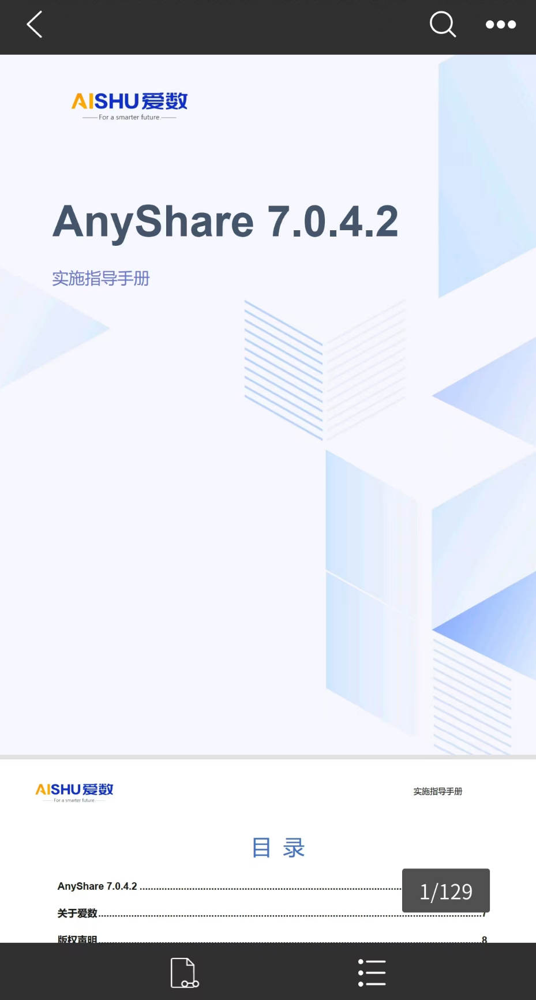 AISHU爱数
For a smarter future
AnyShare 7.0.4.2
实施指导手册
AISHU爱数
For a smarter future
实施指导手册
目 录
AnyShare 7.0.4.2
1/129
关于爱数 7
版权声明 8